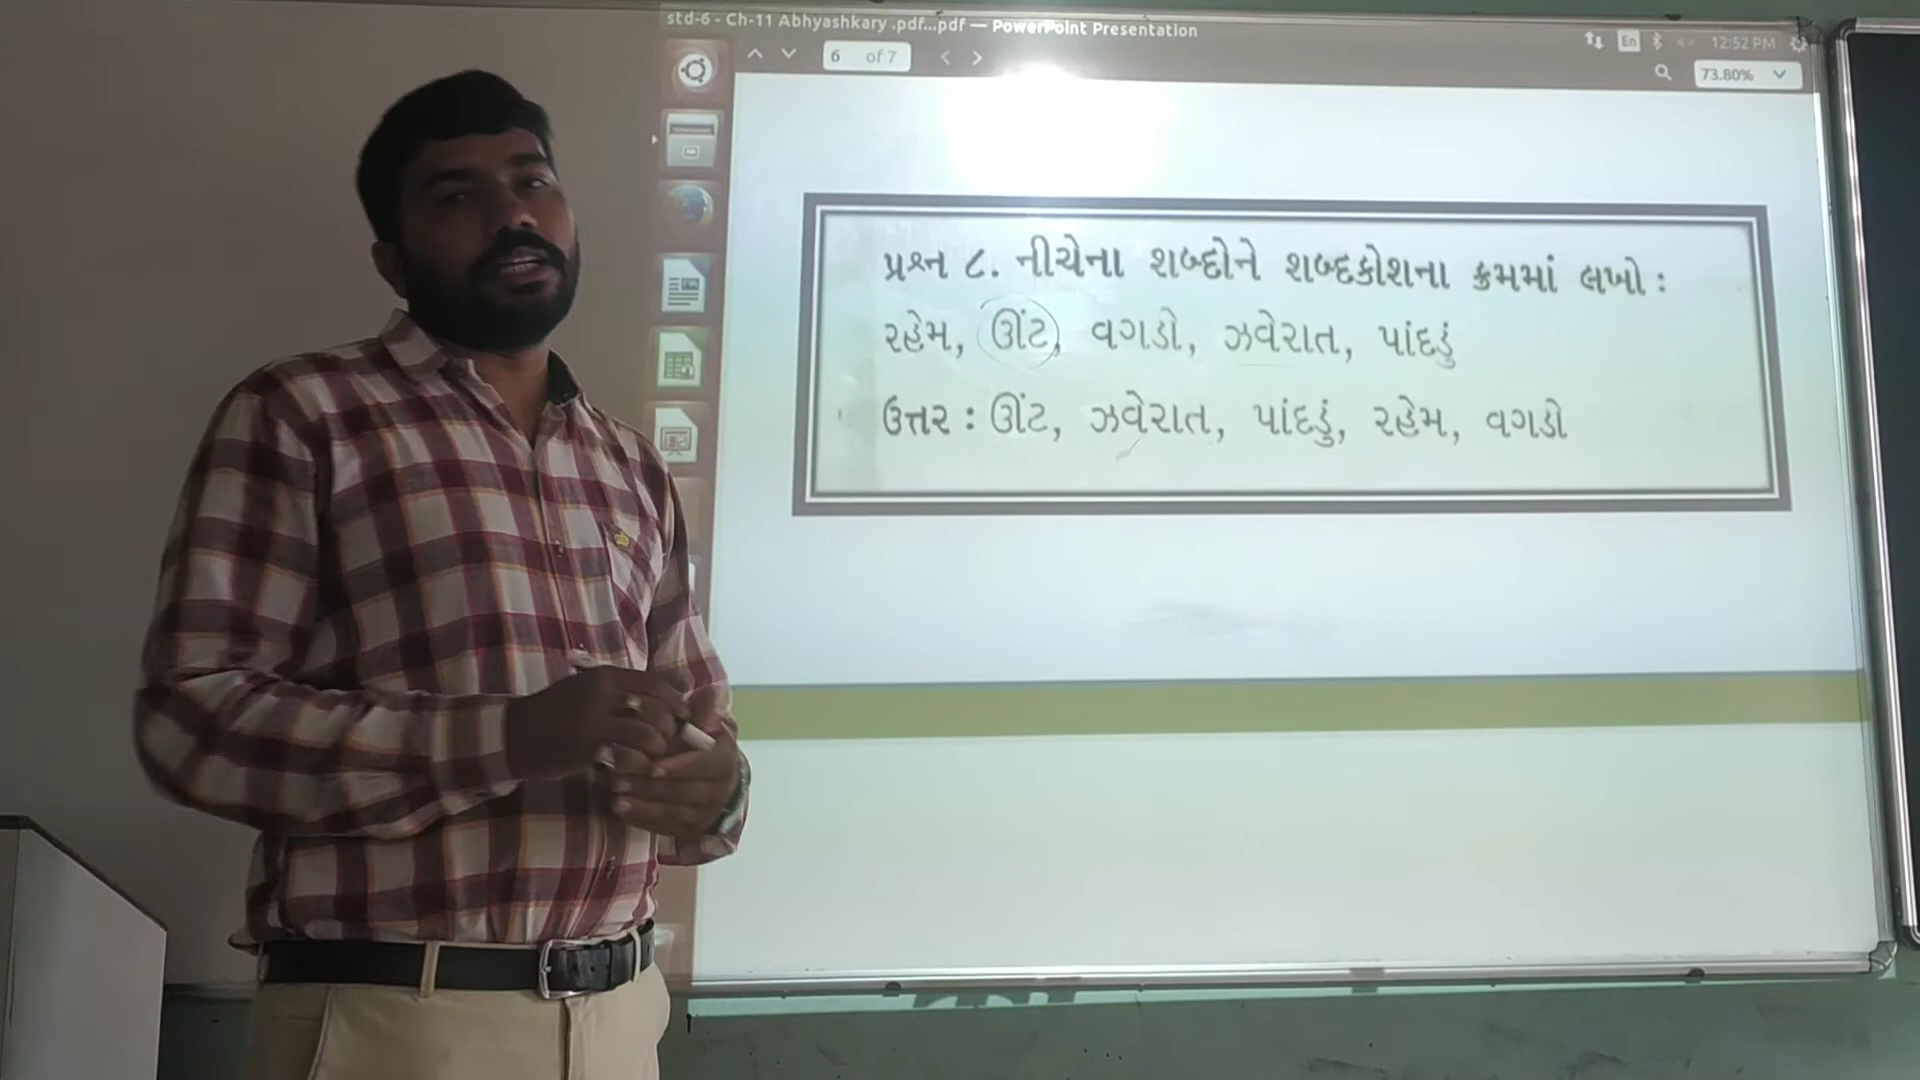 std-6 - Ch-11 Abhyashkary .pdf...pdf — PowerPoint Presentation
En 12:52 PM
6 of 7
73.80%
પ્રશ્ન ૮. નીચેના શબ્દોને શબ્દકોશના ક્રમમાં લખો :
રહેમ, ઊંટ, વગડો, ઝવેરાત, પાંદડું
ઉત્તર : ઊંટ, ઝવેરાત, પાંદડું, રહેમ, વગડો